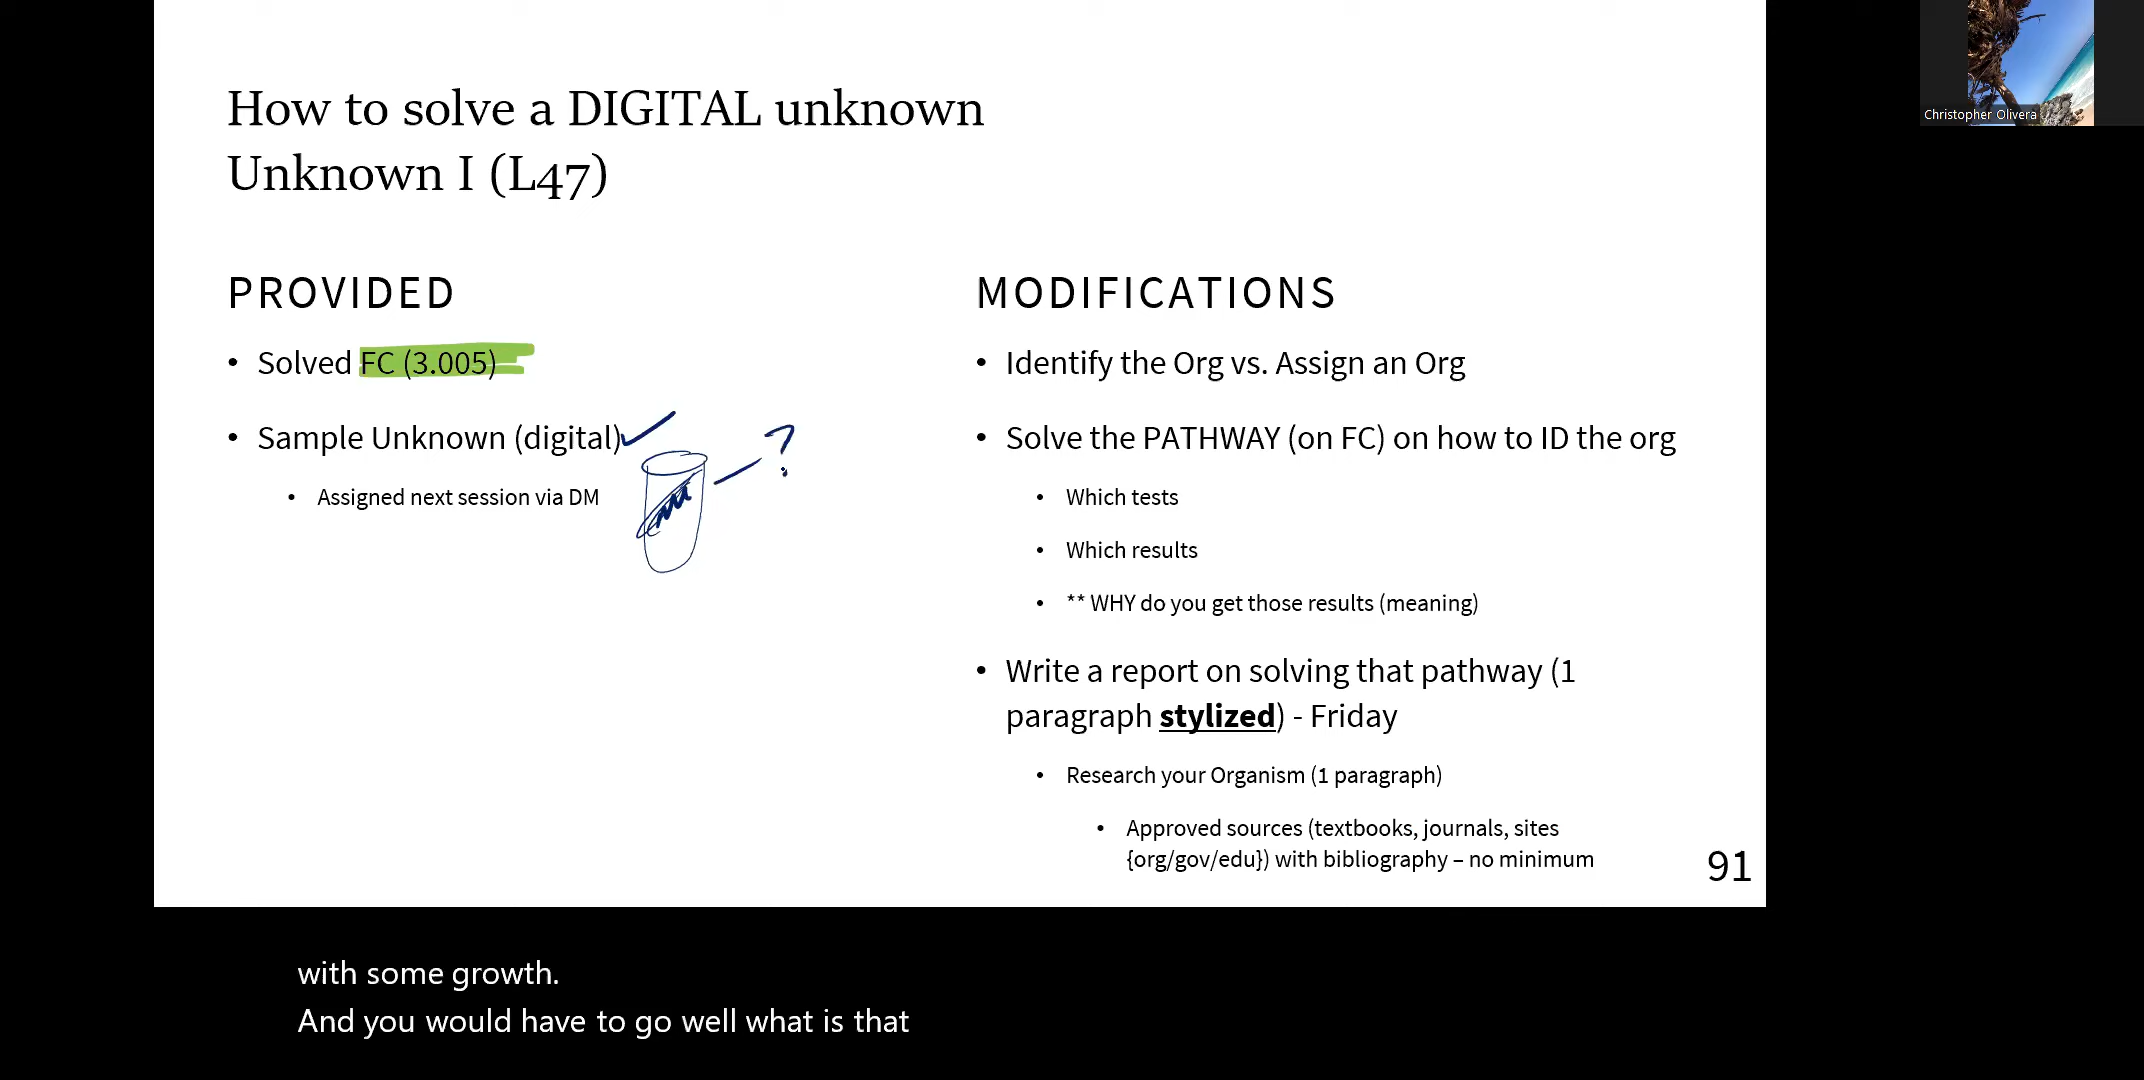 How to solve a DIGITAL unknown
Unknown I (L47)
PROVIDED
• Solved FC (3.005)
• Sample Unknown (digital)
?
• Assigned next session via DM
MODIFICATIONS
• Identify the Org vs. Assign an Org
• Solve the PATHWAY (on FC) on how to ID the org
• Which tests
• Which results
• ** WHY do you get those results (meaning)
• Write a report on solving that pathway (1
paragraph stylized) - Friday
• Research your Organism (1 paragraph)
• Approved sources (textbooks, journals, sites
{org/gov/edu}) with bibliography – no minimum
91
Christopher Olivera
with some growth.
And you would have to go well what is that